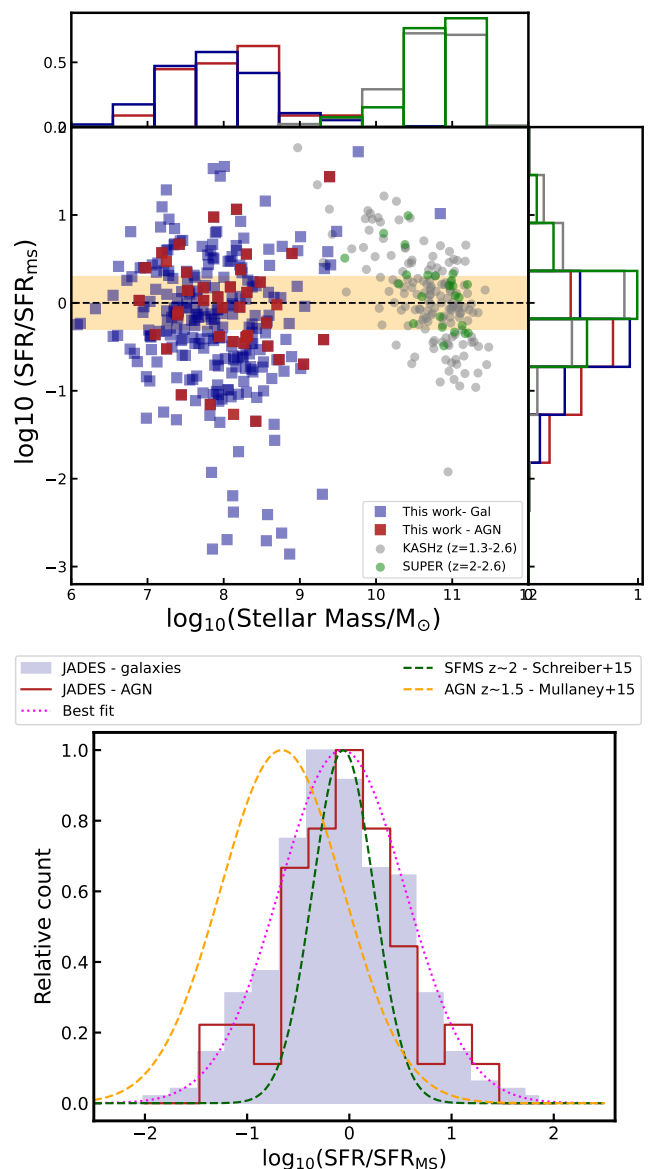 0.5
0.0
2
1
0
−1
−2
−3
log10 (SFR/SFRms)
This work- Gal
This work - AGN
KASHz (z=1.3-2.6)
SUPER (z=2-2.6)
6 7 8 9 10 11 12
0 1
log10(Stellar Mass/M⊙)
JADES - galaxies
JADES - AGN
Best fit
SFMS z~2 - Schreiber+15
AGN z~1.5 - Mullaney+15
1.0
0.8
0.6
0.4
0.2
0.0
Relative count
−2 −1 0 1 2
log10(SFR/SFRMS)